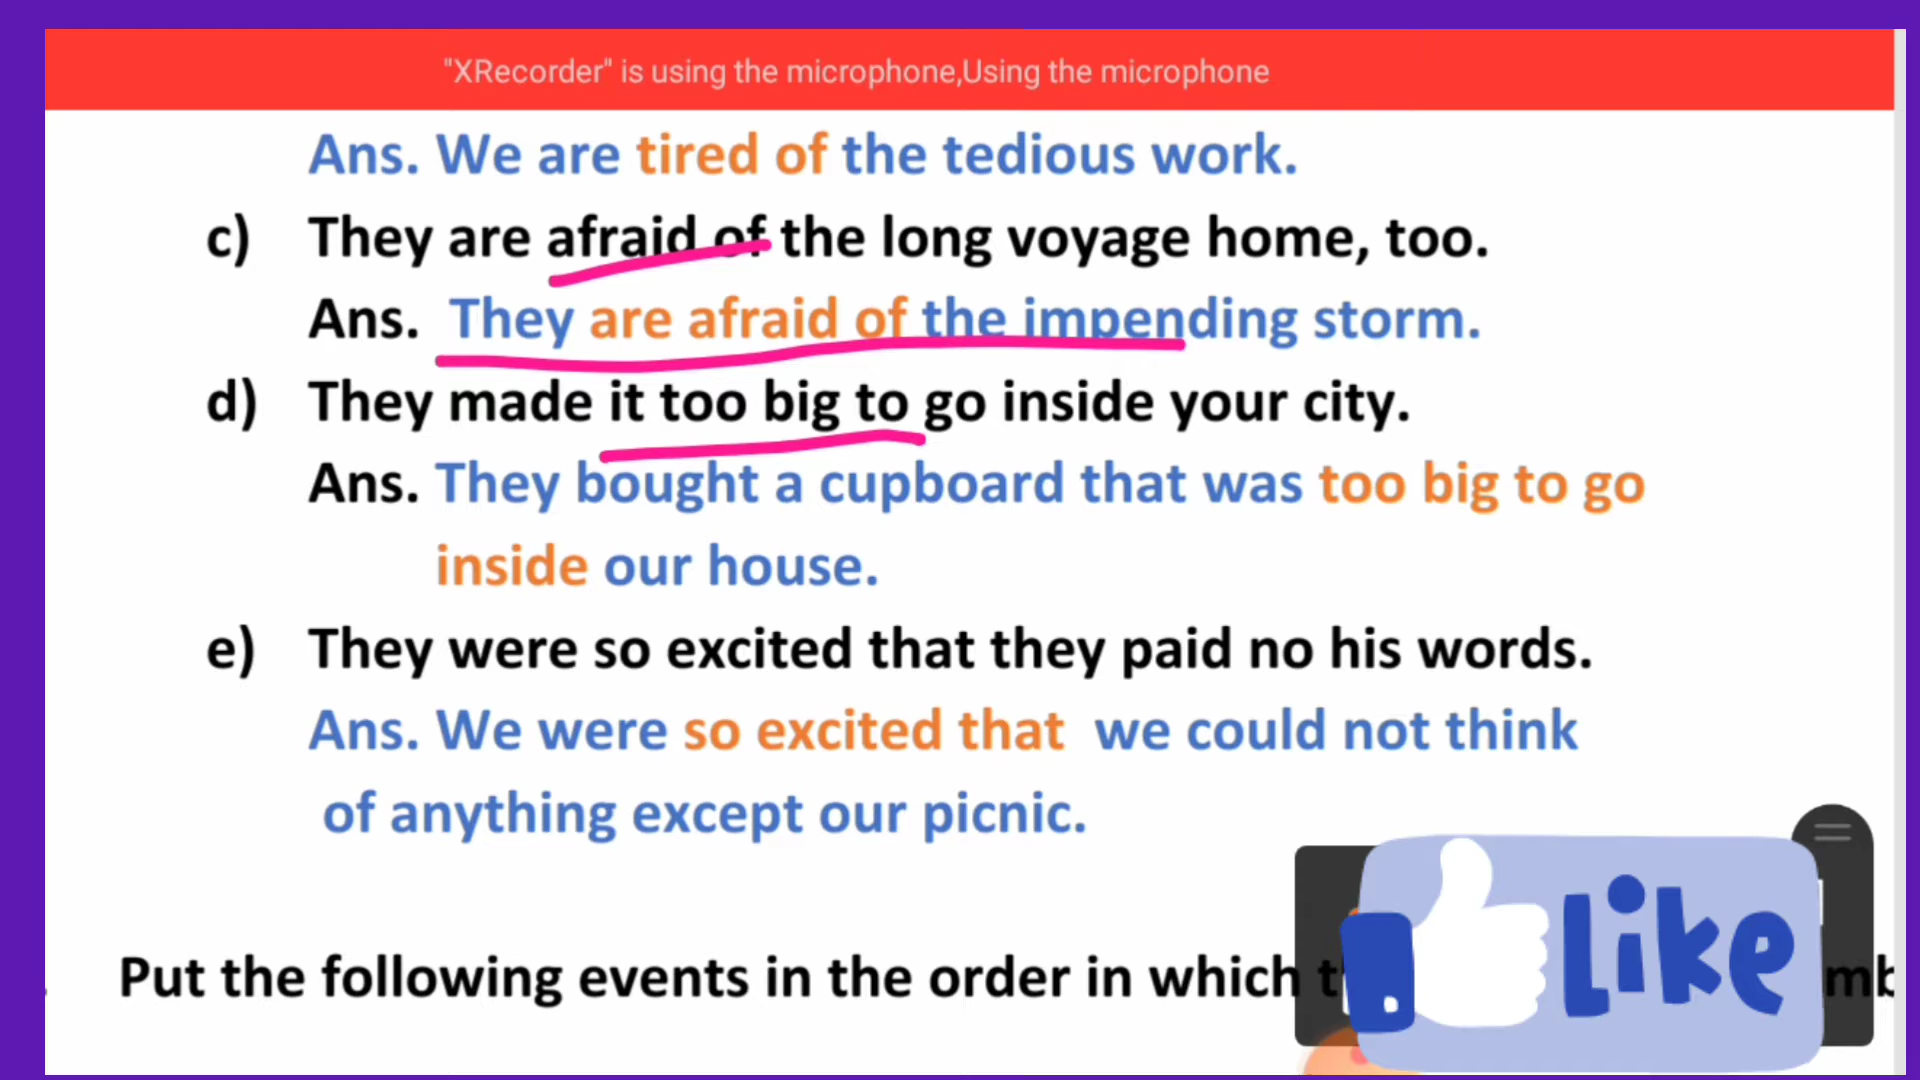 "XRecorder" is using the microphone,Using the microphone
Ans. We are tired of the tedious work.
c) They are afraid of the long voyage home, too.
Ans. They are afraid of the impending storm.
d) They made it too big to go inside your city.
Ans. They bought a cupboard that was too big to go
inside our house.
e) They were so excited that they paid no his words.
Ans. We were so excited that we could not think
of anything except our picnic.
Put the following events in the order in which
Like